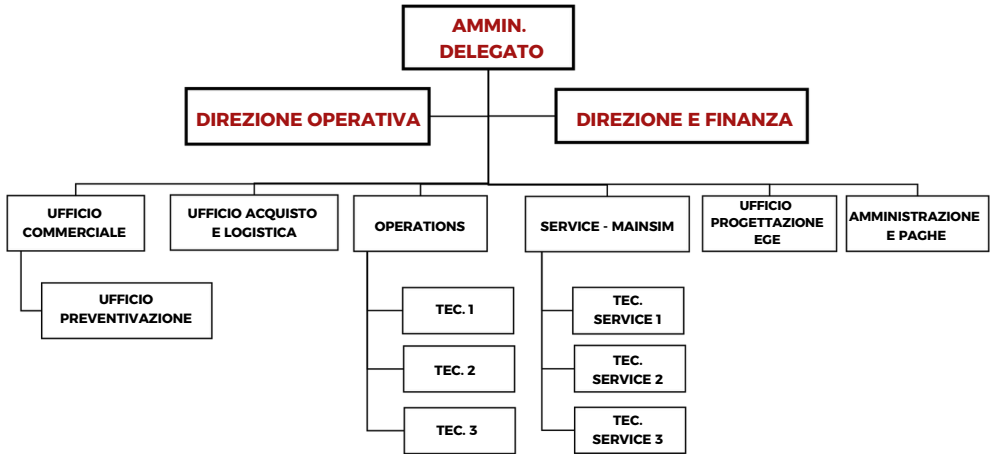 AMMIN.
DELEGATO
DIREZIONE OPERATIVA
DIREZIONE E FINANZA
UFFICIO
COMMERCIALE
UFFICIO ACQUISTO
E LOGISTICA
OPERATIONS
SERVICE - MAINSIM
UFFICIO
PROGETTAZIONE
EGE
AMMINISTRAZIONE
E PAGHE
UFFICIO
PREVENTIVAZIONE
TEC. 1
TEC.
SERVICE 1
TEC. 2
TEC.
SERVICE 2
TEC. 3
TEC.
SERVICE 3